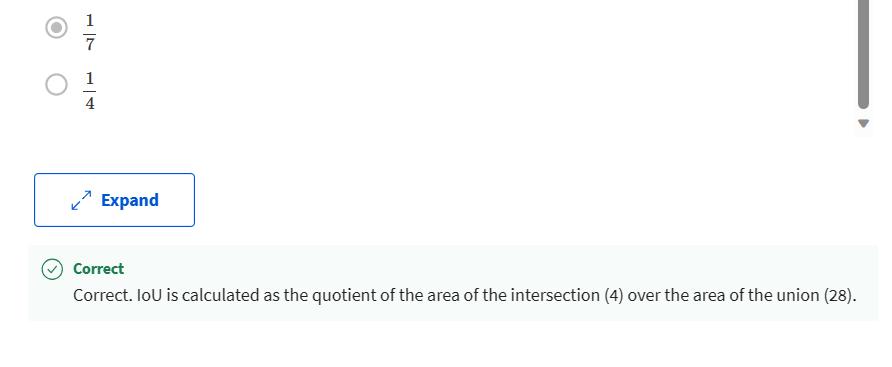 1
7
1
4
Expand
Correct
Correct. IoU is calculated as the quotient of the area of the intersection (4) over the area of the union (28).